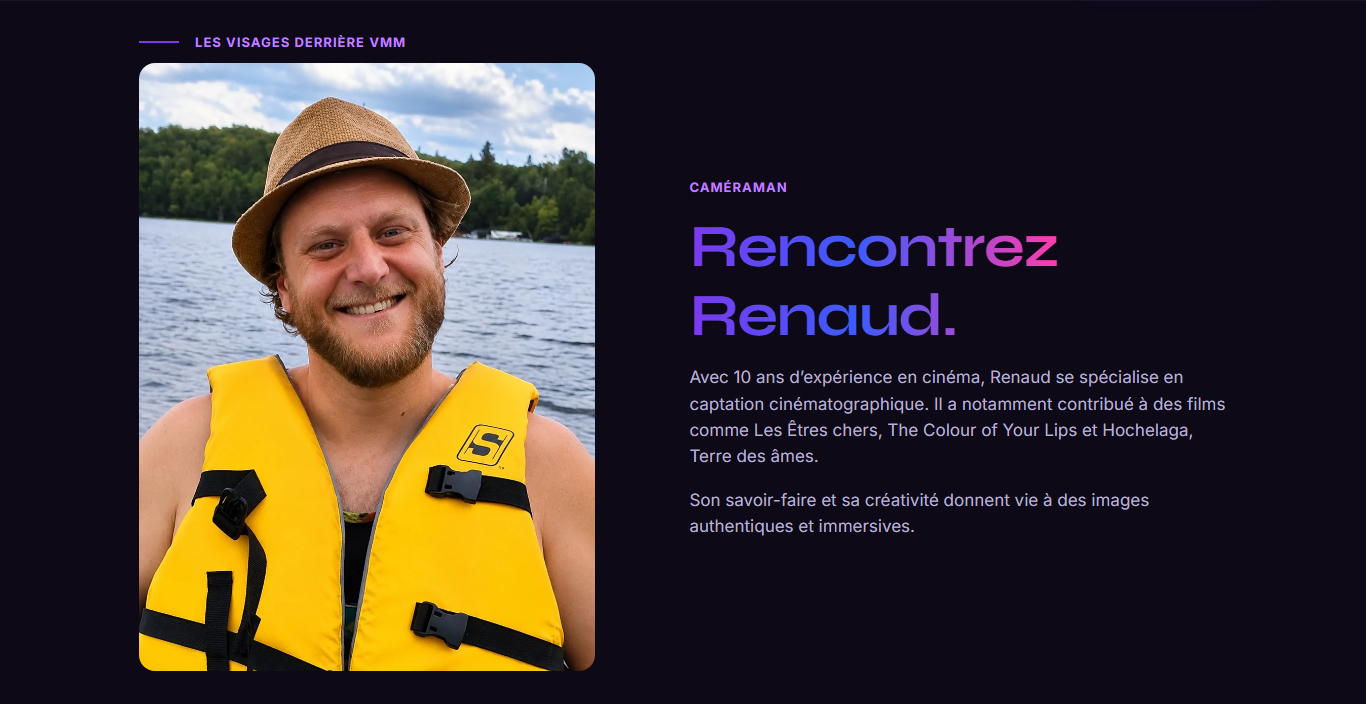 LES VISAGES DERRIÈRE VMM
CAMÉRAMAN
Rencontrez
Renaud.
Avec 10 ans d’expérience en cinéma, Renaud se spécialise en
captation cinématographique. Il a notamment contribué à des films
comme Les Êtres chers, The Colour of Your Lips et Hochelaga,
Terre des âmes.
Son savoir-faire et sa créativité donnent vie à des images
authentiques et immersives.
S